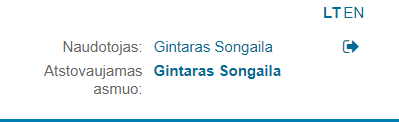 LT EN
Naudotojas: Gintaras Songaila
Atstovaujamas Gintaras Songaila
asmuo: